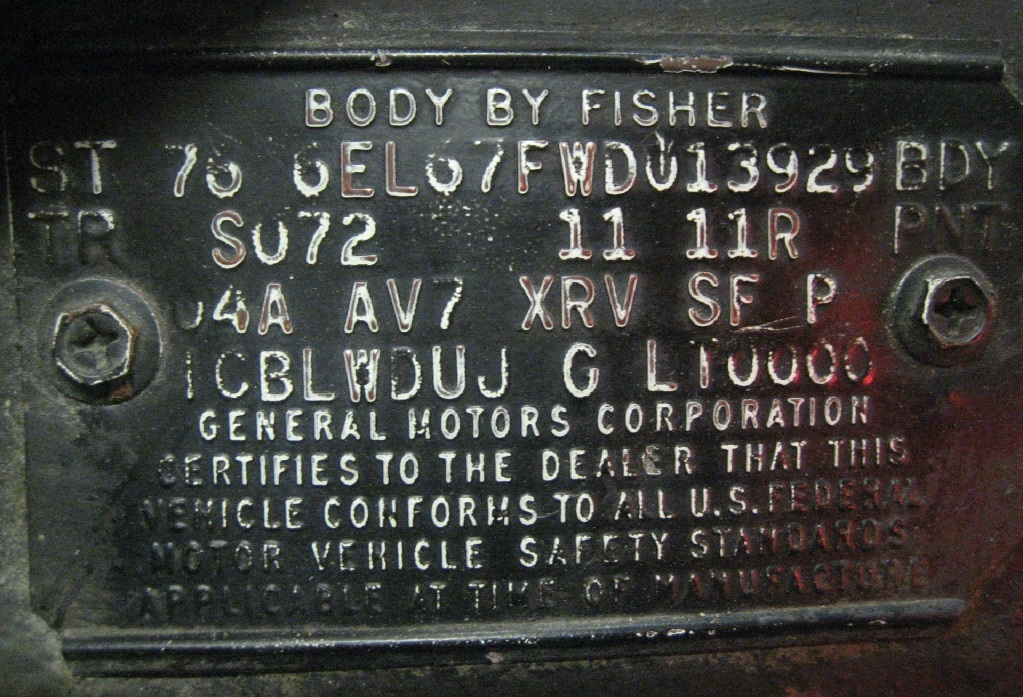 BODY BY FISHER
ST 76 6EL67FWD013929 BDY
TR S072 11 11R PNT
04A AV7 XRV SF P
1CBLWDUJ G LT0000
GENERAL MOTORS CORPORATION
CERTIFIES TO THE DEALER THAT THIS
VEHICLE CONFORMS TO ALL U.S. FEDERAL
MOTOR VEHICLE SAFETY STANDARDS
APPLICABLE AT TIME OF MANUFACTURE